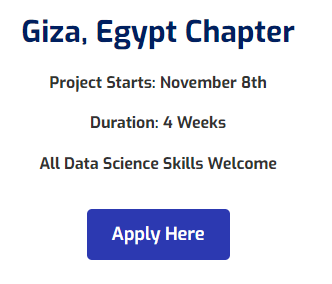 Giza, Egypt Chapter
Project Starts: November 8th
Duration: 4 Weeks
All Data Science Skills Welcome
Apply Here